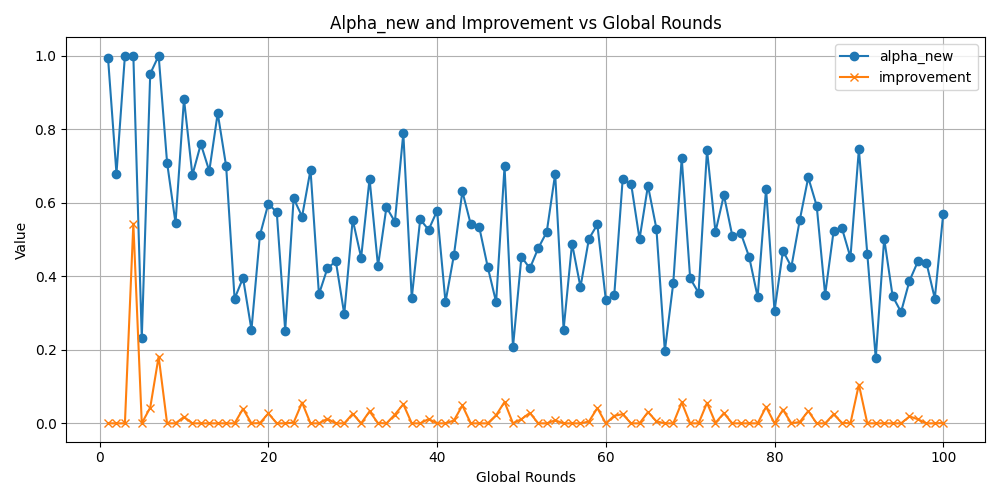 Alpha_new and Improvement vs Global Rounds
alpha_new
improvement
1.0
0.8
0.6
0.4
0.2
0.0
Value
0
20
40
60
80
100
Global Rounds